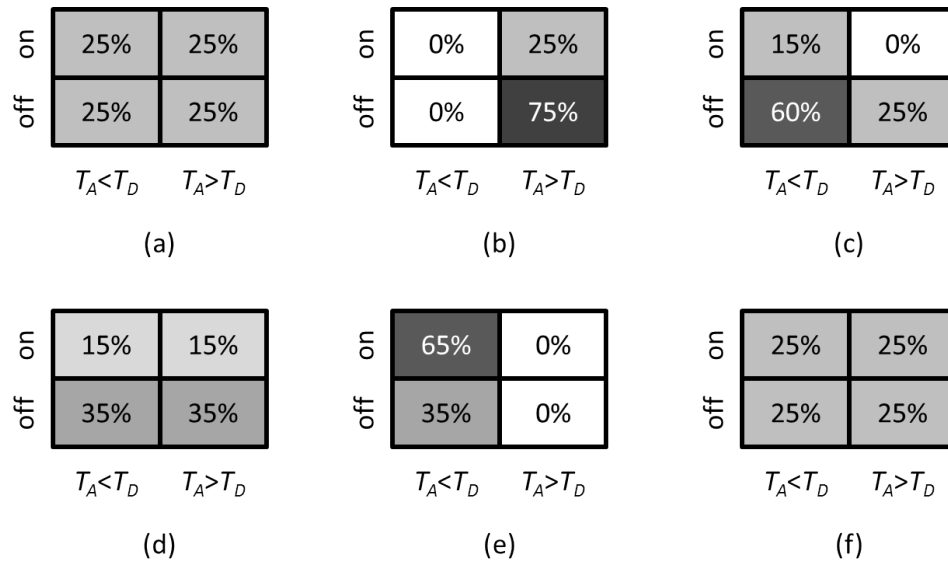 on 25% 25% on 0% 25% on 15% 0%
off 25% 25% off 0% 75% off 60% 25%
T_A<T_D T_A>T_D T_A<T_D T_A>T_D T_A<T_D T_A>T_D
(a) (b) (c)
on 15% 15% on 65% 0% on 25% 25%
off 35% 35% off 35% 0% off 25% 25%
T_A<T_D T_A>T_D T_A<T_D T_A>T_D T_A<T_D T_A>T_D
(d) (e) (f)